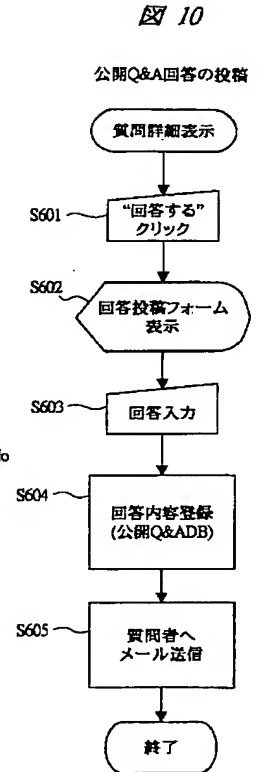 図 10
公開Q&A回答の投稿
質問詳細表示
S601
“回答する”
クリック
S602
回答投稿フォーム
表示
S603
回答入力
fo
S604
回答内容登録
(公開Q&ADB)
S605
質問者へ
メール送信
終了